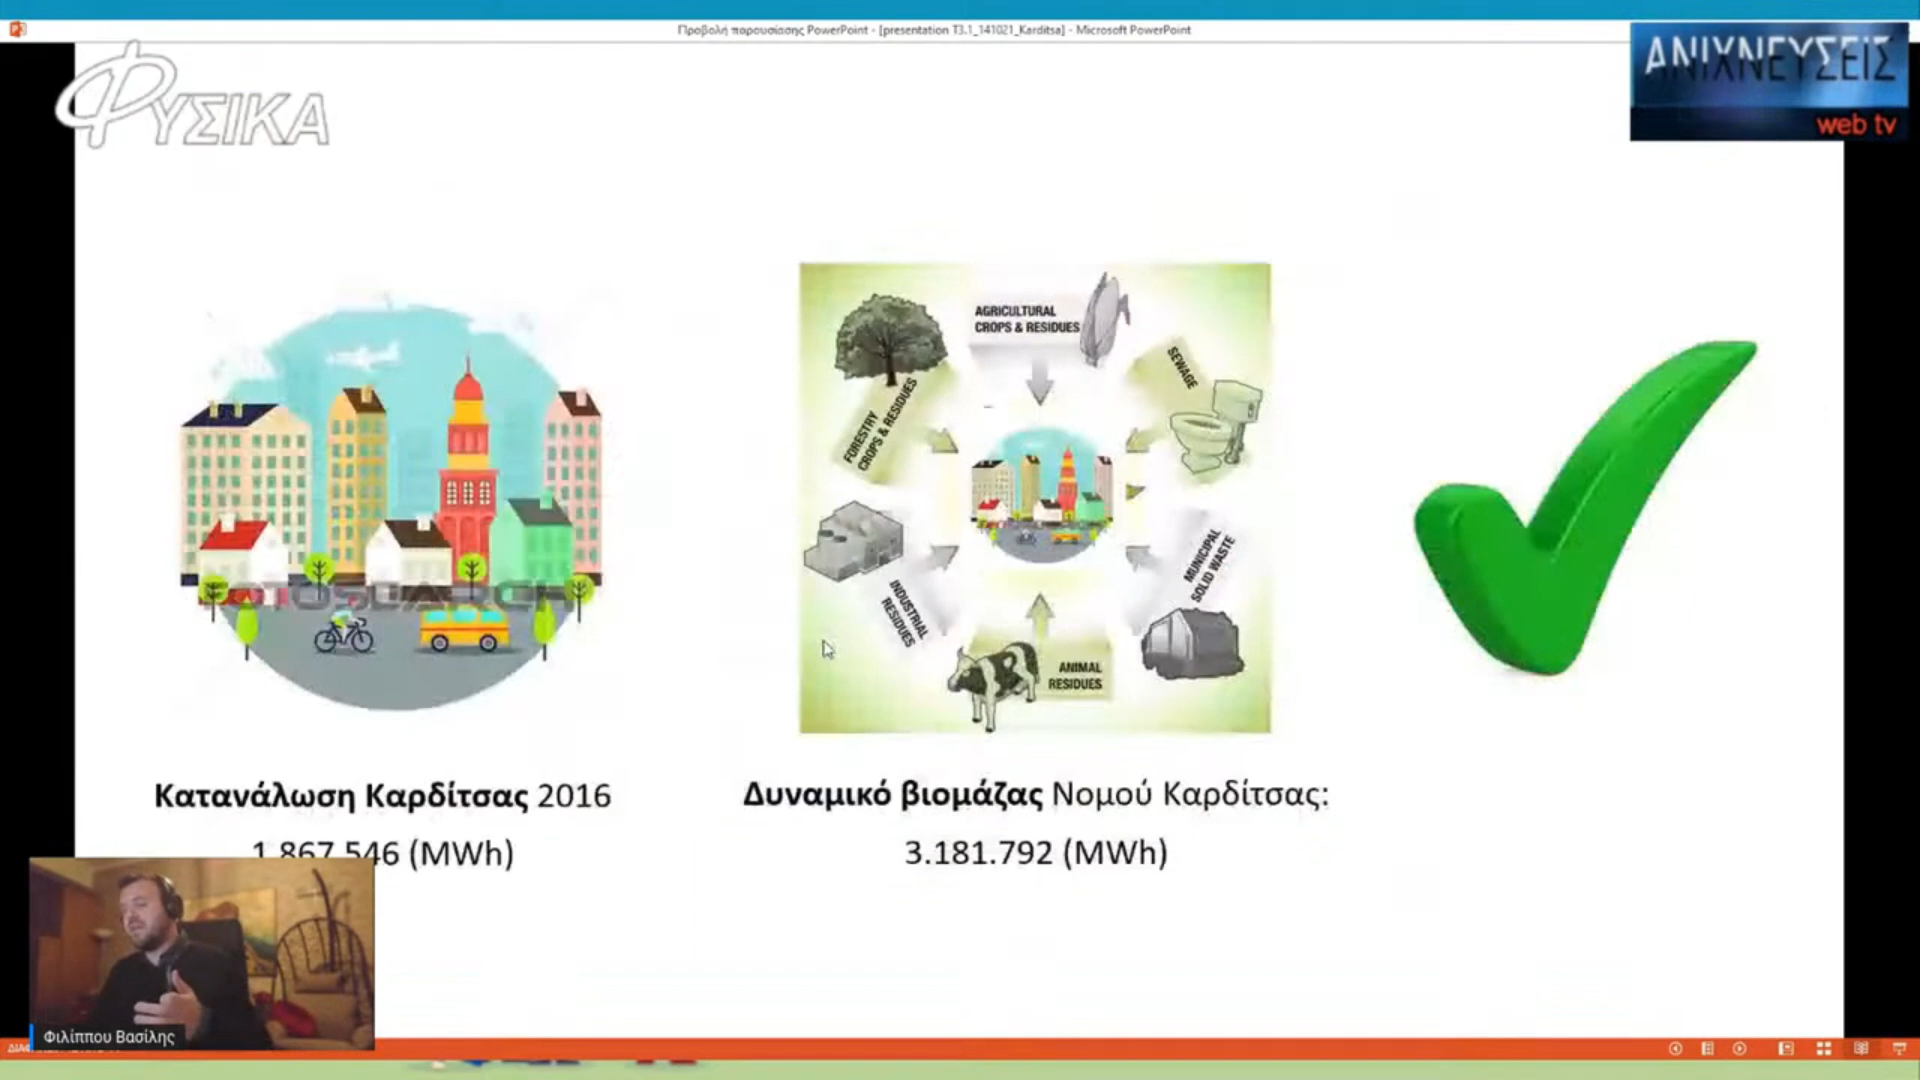 Προβολή παρουσίασης PowerPoint - [presentation T3.1_141021_Karditsa] - Microsoft PowerPoint
ΦΥΣΙΚΑ
ΑΝΙΧΝΕΥΣΕΙΣ
web tv
AGRICULTURAL
CROPS & RESIDUES
SEWAGE
FORESTRY
CROPS & RESIDUES
MUNICIPAL
SOLID WASTE
INDUSTRIAL
RESIDUES
ANIMAL
RESIDUES
Κατανάλωση Καρδίτσας 2016
1.867.546 (MWh)
Δυναμικό βιομάζας Νομού Καρδίτσας:
3.181.792 (MWh)
Φιλίππου Βασίλης